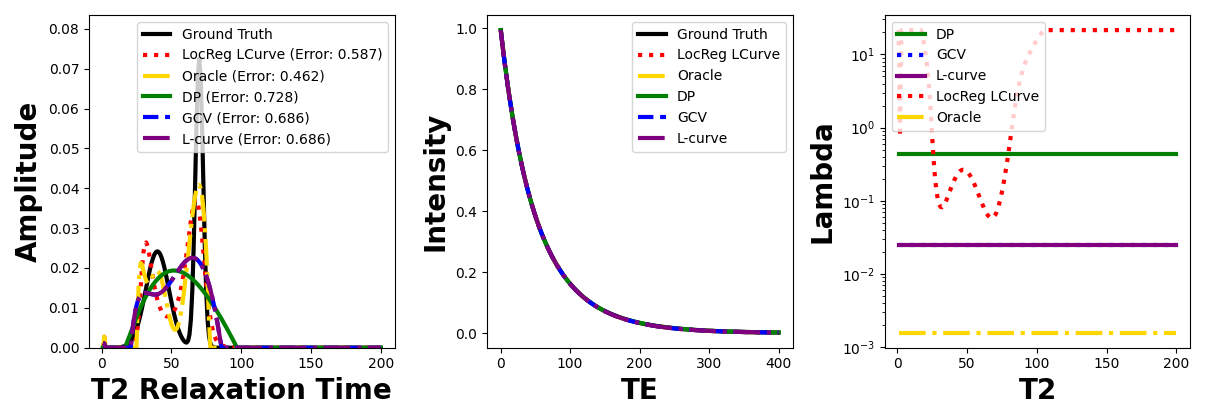 0.08
0.07
0.06
0.05
0.04
0.03
0.02
0.01
0.00
Amplitude
0
50
100
150
200
T2 Relaxation Time
Ground Truth
LocReg LCurve (Error: 0.587)
Oracle (Error: 0.462)
DP (Error: 0.728)
GCV (Error: 0.686)
L-curve (Error: 0.686)
1.0
0.8
0.6
0.4
0.2
0.0
Intensity
0
100
200
300
400
TE
Ground Truth
LocReg LCurve
Oracle
DP
GCV
L-curve
10¹
10⁰
10⁻¹
10⁻²
10⁻³
Lambda
0
50
100
150
200
T2
DP
GCV
L-curve
LocReg LCurve
Oracle